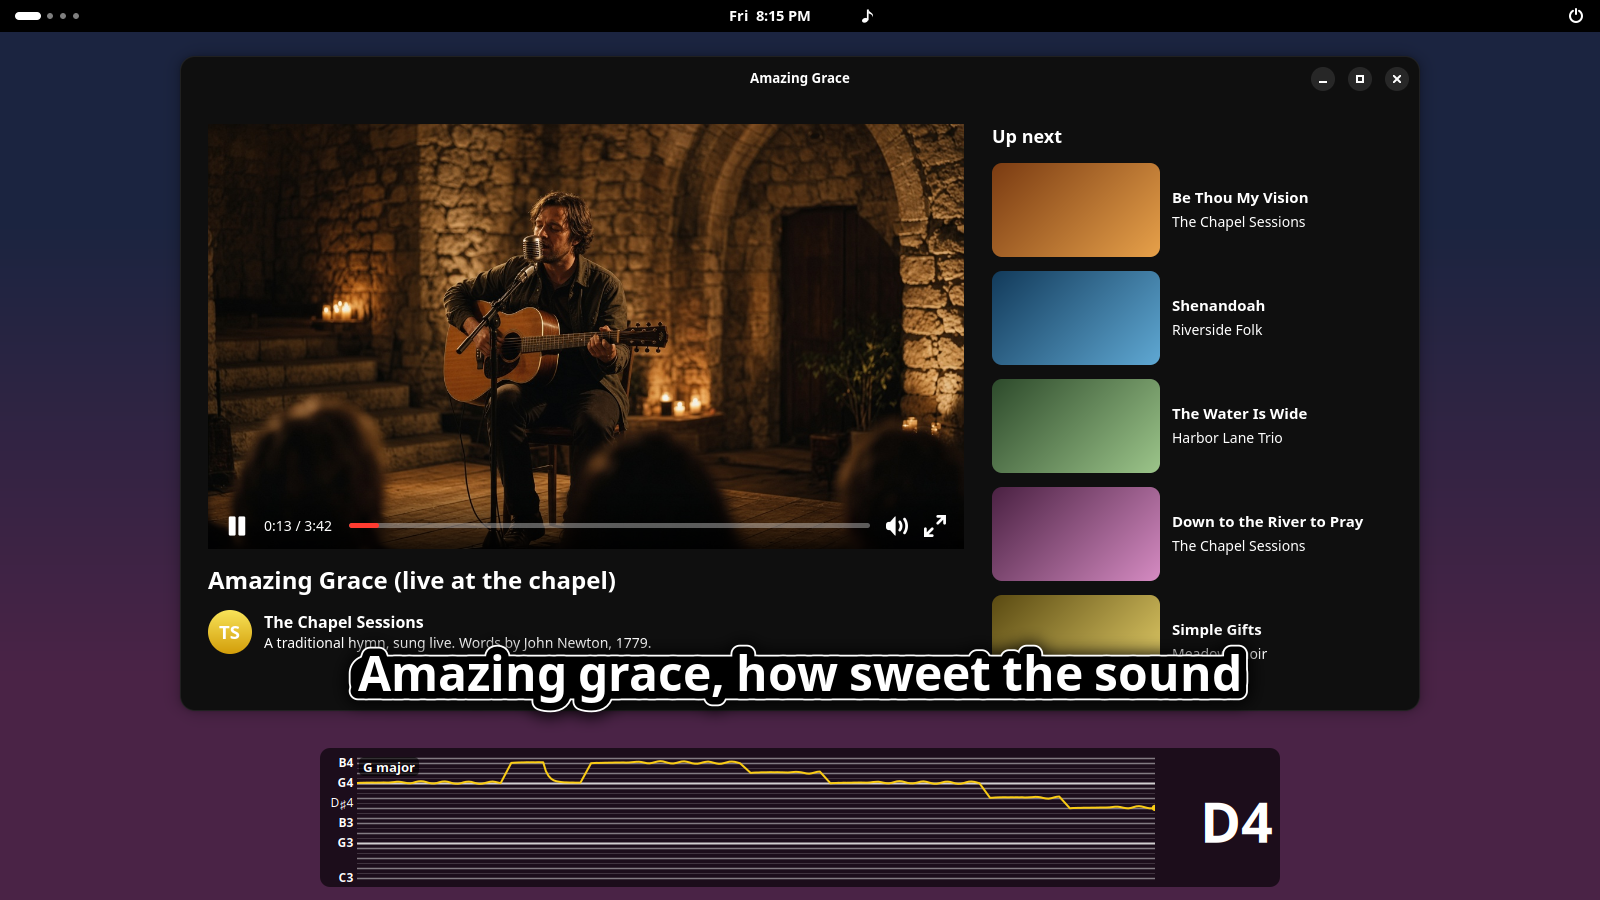 Fri 8:15 PM
Amazing Grace
Up next
Be Thou My Vision
The Chapel Sessions
Shenandoah
Riverside Folk
The Water Is Wide
Harbor Lane Trio
Down to the River to Pray
The Chapel Sessions
Simple Gifts
0:13 / 3:42
Amazing Grace (live at the chapel)
TS
The Chapel Sessions
A traditional hymn, sung live. Words by John Newton, 1779.
Amazing grace, how sweet the sound
B4
G major
G4
D♯4
B3
G3
C3
D4